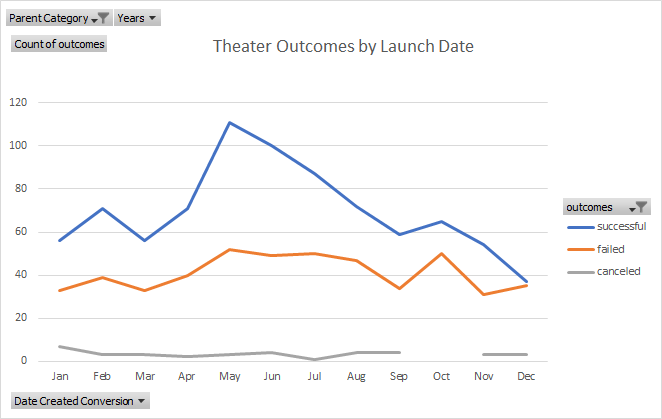 Parent Category Years
Count of outcomes
Theater Outcomes by Launch Date
120
100
80
60
40
20
0
Jan Feb Mar Apr May Jun Jul Aug Sep Oct Nov Dec
outcomes
successful
failed
canceled
Date Created Conversion